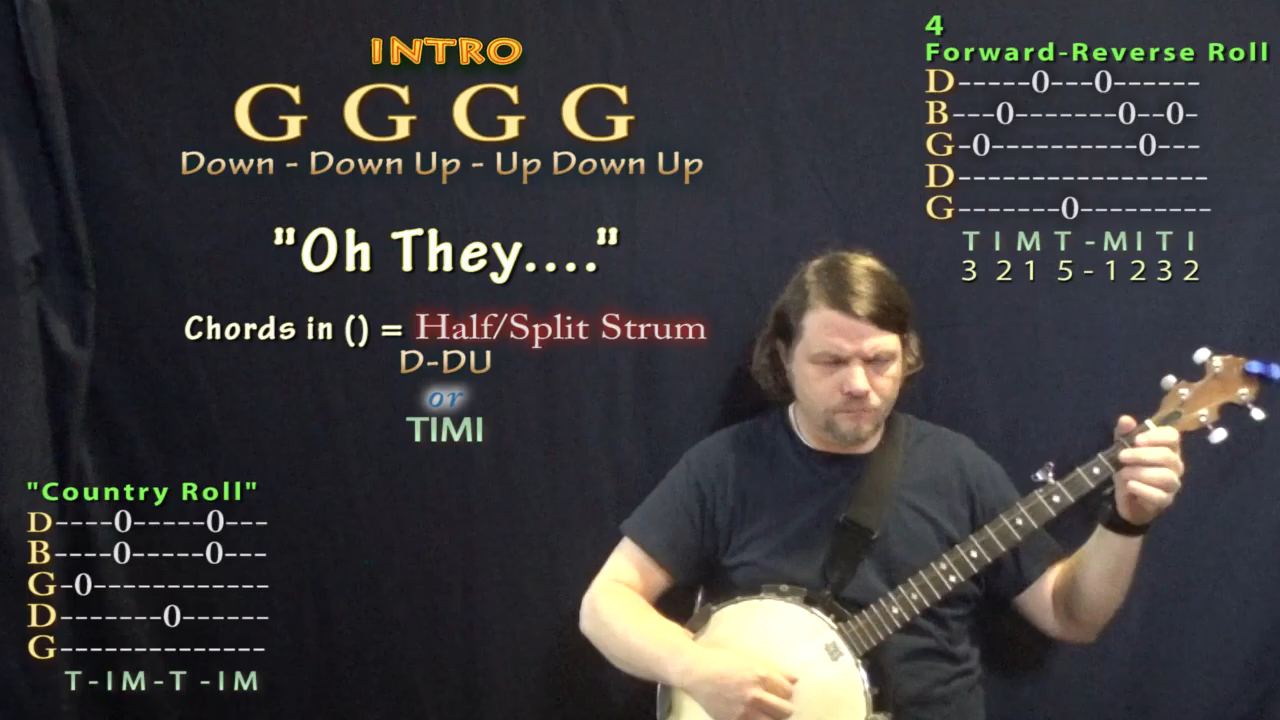 INTRO
G G G G
Down - Down Up - Up Down Up
"Oh They...."
Chords in () = Half/Split Strum
D-DU
or
TIMI
"Country Roll"
D----0-----0---
B----0-----0---
G-0-----------
D-------0------
G--------------
T-IM-T -IM
4
Forward-Reverse Roll
D-----0---0------
B---0-------0--0-
G-0----------0---
D----------------
G-------0---------
T I M T - M I T I
3 2 1 5 - 1 2 3 2